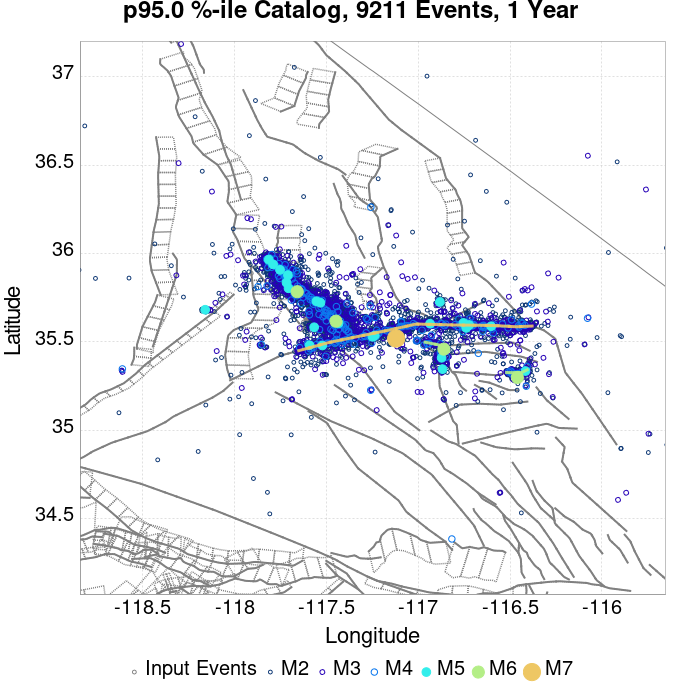 p95.0 %-ile Catalog, 9211 Events, 1 Year
37
36.5
36
35.5
35
34.5
Latitude
-118.5
-118
-117.5
-117
-116.5
-116
Longitude
Input Events
M2
M3
M4
M5
M6
M7